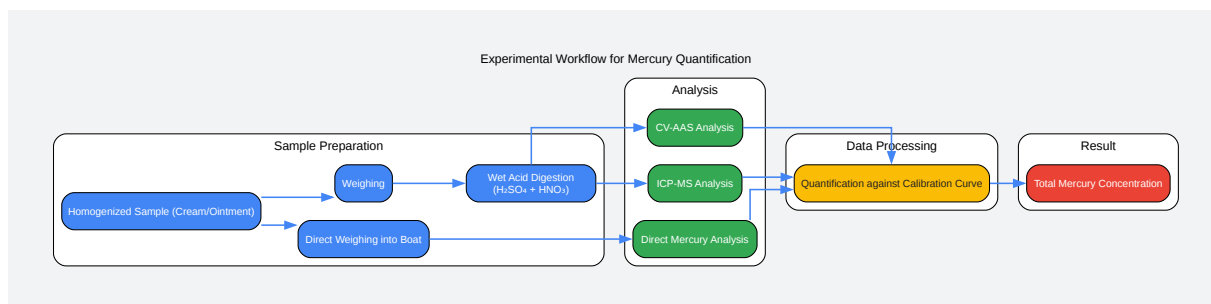 Experimental Workflow for Mercury Quantification
Sample Preparation
Homogenized Sample (Cream/Ointment)
Weighing
Direct Weighing into Boat
Wet Acid Digestion
(H₂SO₄ + HNO₃)
Analysis
CV-AAS Analysis
ICP-MS Analysis
Direct Mercury Analysis
Data Processing
Quantification against Calibration Curve
Result
Total Mercury Concentration